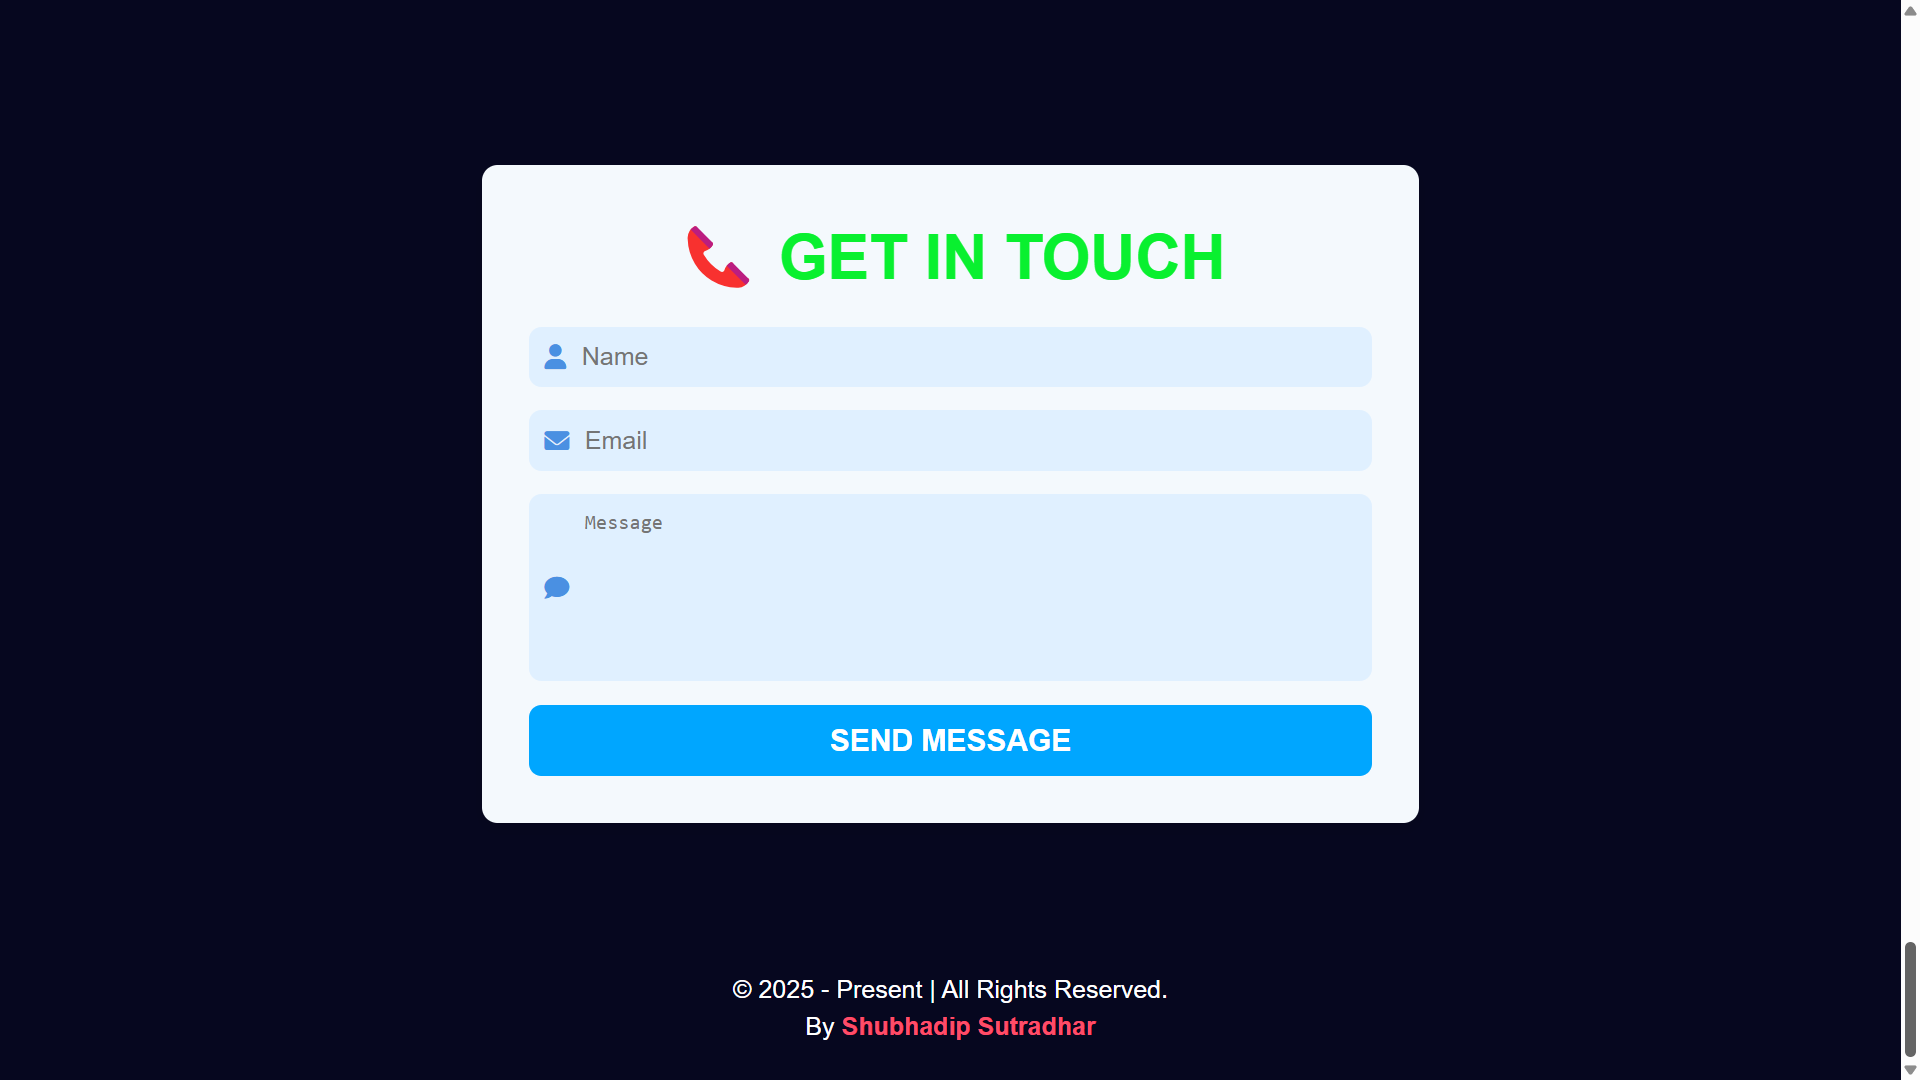 GET IN TOUCH
Name
Email
Message
SEND MESSAGE
© 2025 - Present | All Rights Reserved.
By Shubhadip Sutradhar